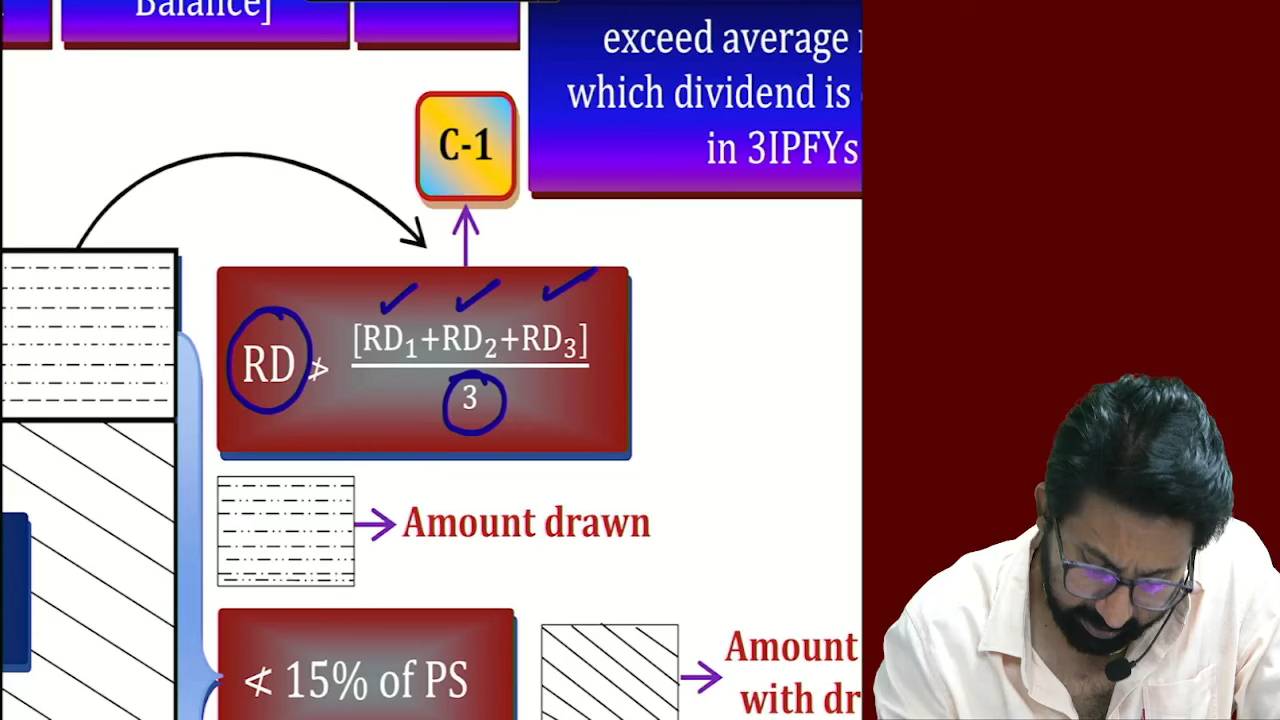 Balance]
exceed average
which dividend is
in 3IPFYs
C-1
RD ≯ [RD₁+RD₂+RD₃]
3
Amount drawn
≮ 15% of PS
Amount
with dr